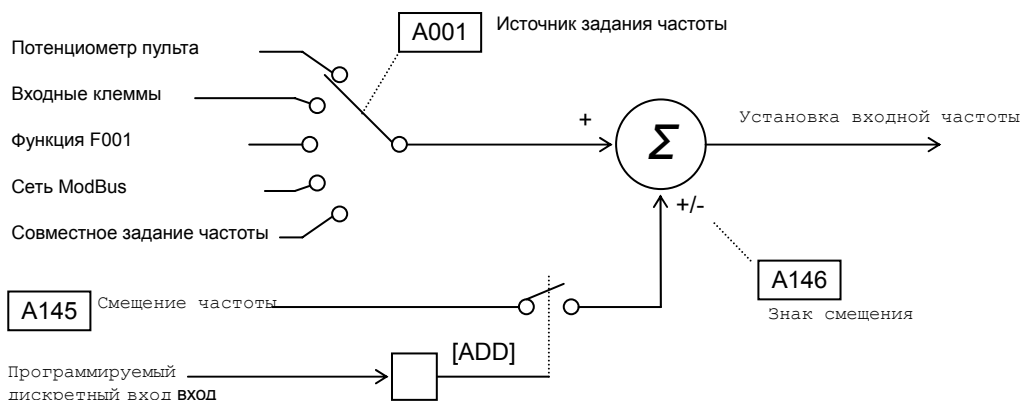 A001
Источник задания частоты
Потенциометр пульта
Входные клеммы
Функция F001
Сеть ModBus
Совместное задание частоты
+
Σ
Установка входной частоты
+/-
A146
Знак смещения
A145
Смещение частоты
[ADD]
Программируемый
дискретный вход вход